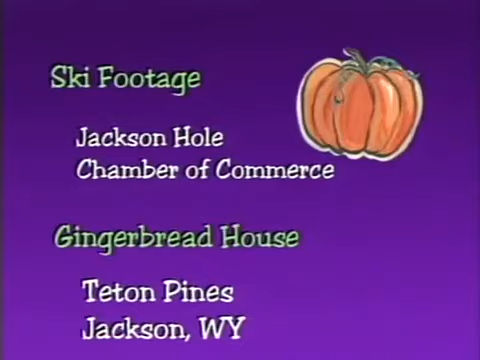 Ski Footage
Jackson Hole
Chamber of Commerce
Gingerbread House
Teton Pines
Jackson, WY